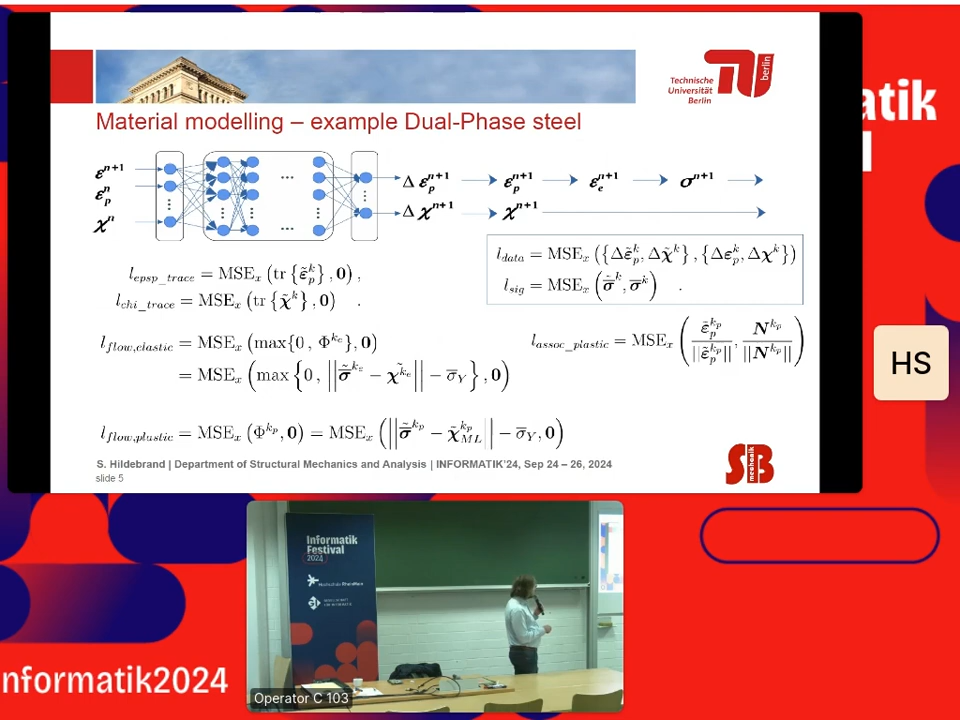 Technische
Universität
Berlin
berlin
Material modelling – example Dual-Phase steel
ε^{n+1}
ε_p^n
χ^n
...
Δ ε_p^{n+1} → ε_p^{n+1} → ε_e^{n+1} → σ^{n+1}
Δ χ^{n+1} → χ^{n+1}
l_{data} = MSE_x ({Δε̃_p^k, Δχ̃^k}, {Δε_p^k, Δχ^k})
l_{sig} = MSE_x (σ̄̃^k, σ̄^k) .
l_{epsp_trace} = MSE_x (tr {ε̃_p^k}, 0) ,
l_{chi_trace} = MSE_x (tr {χ̃^k}, 0) .
l_{flow,elastic} = MSE_x (max{0 , Φ^{k_e}}, 0)
= MSE_x (max {0 , ||σ̄̃^{k_e} − χ̃^{k_e}|| − σ̄_Y} , 0)
l_{assoc_plastic} = MSE_x (ε̃_p^{k_p} / ||ε̃_p^{k_p}||, N^{k_p} / ||N^{k_p}||)
l_{flow,plastic} = MSE_x (Φ^{k_p}, 0) = MSE_x (||σ̄̃^{k_p} − χ̃_{ML}^{k_p}|| − σ̄_Y, 0)
S. Hildebrand | Department of Structural Mechanics and Analysis | INFORMATIK'24, Sep 24 – 26, 2024
slide 5
SB
mechanik
atik
HS
Informatik
Festival
2024
Hochschule RheinMain
Operator C 103
nformatik2024